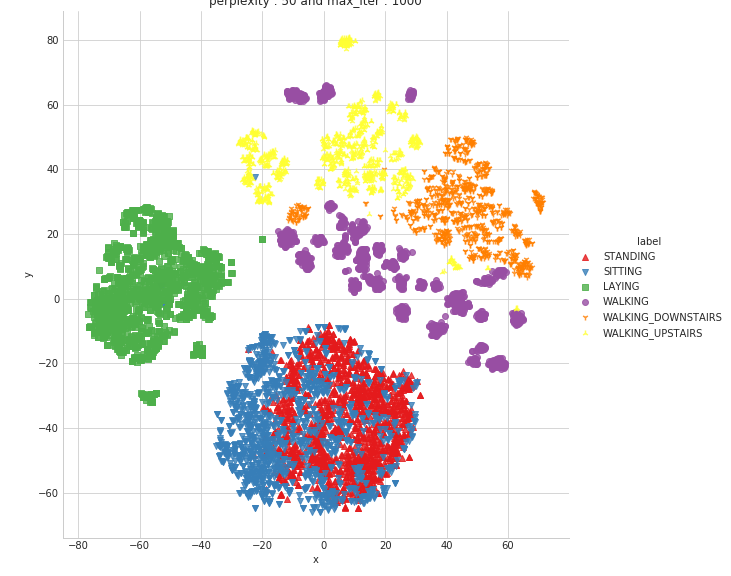 perplexity : 50 and max_iter : 1000
80
60
40
20
0
−20
−40
−60
y
−80
−60
−40
−20
0
20
40
60
x
label
STANDING
SITTING
LAYING
WALKING
WALKING_DOWNSTAIRS
WALKING_UPSTAIRS